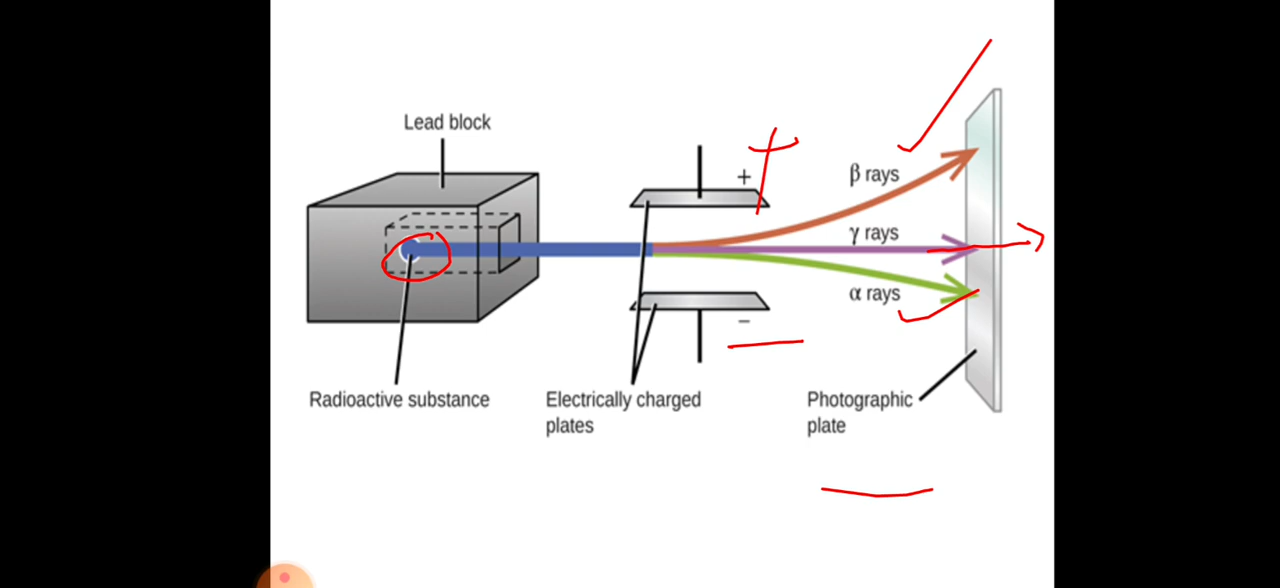 Lead block
+
β rays
γ rays
α rays
−
Radioactive substance
Electrically charged
plates
Photographic
plate